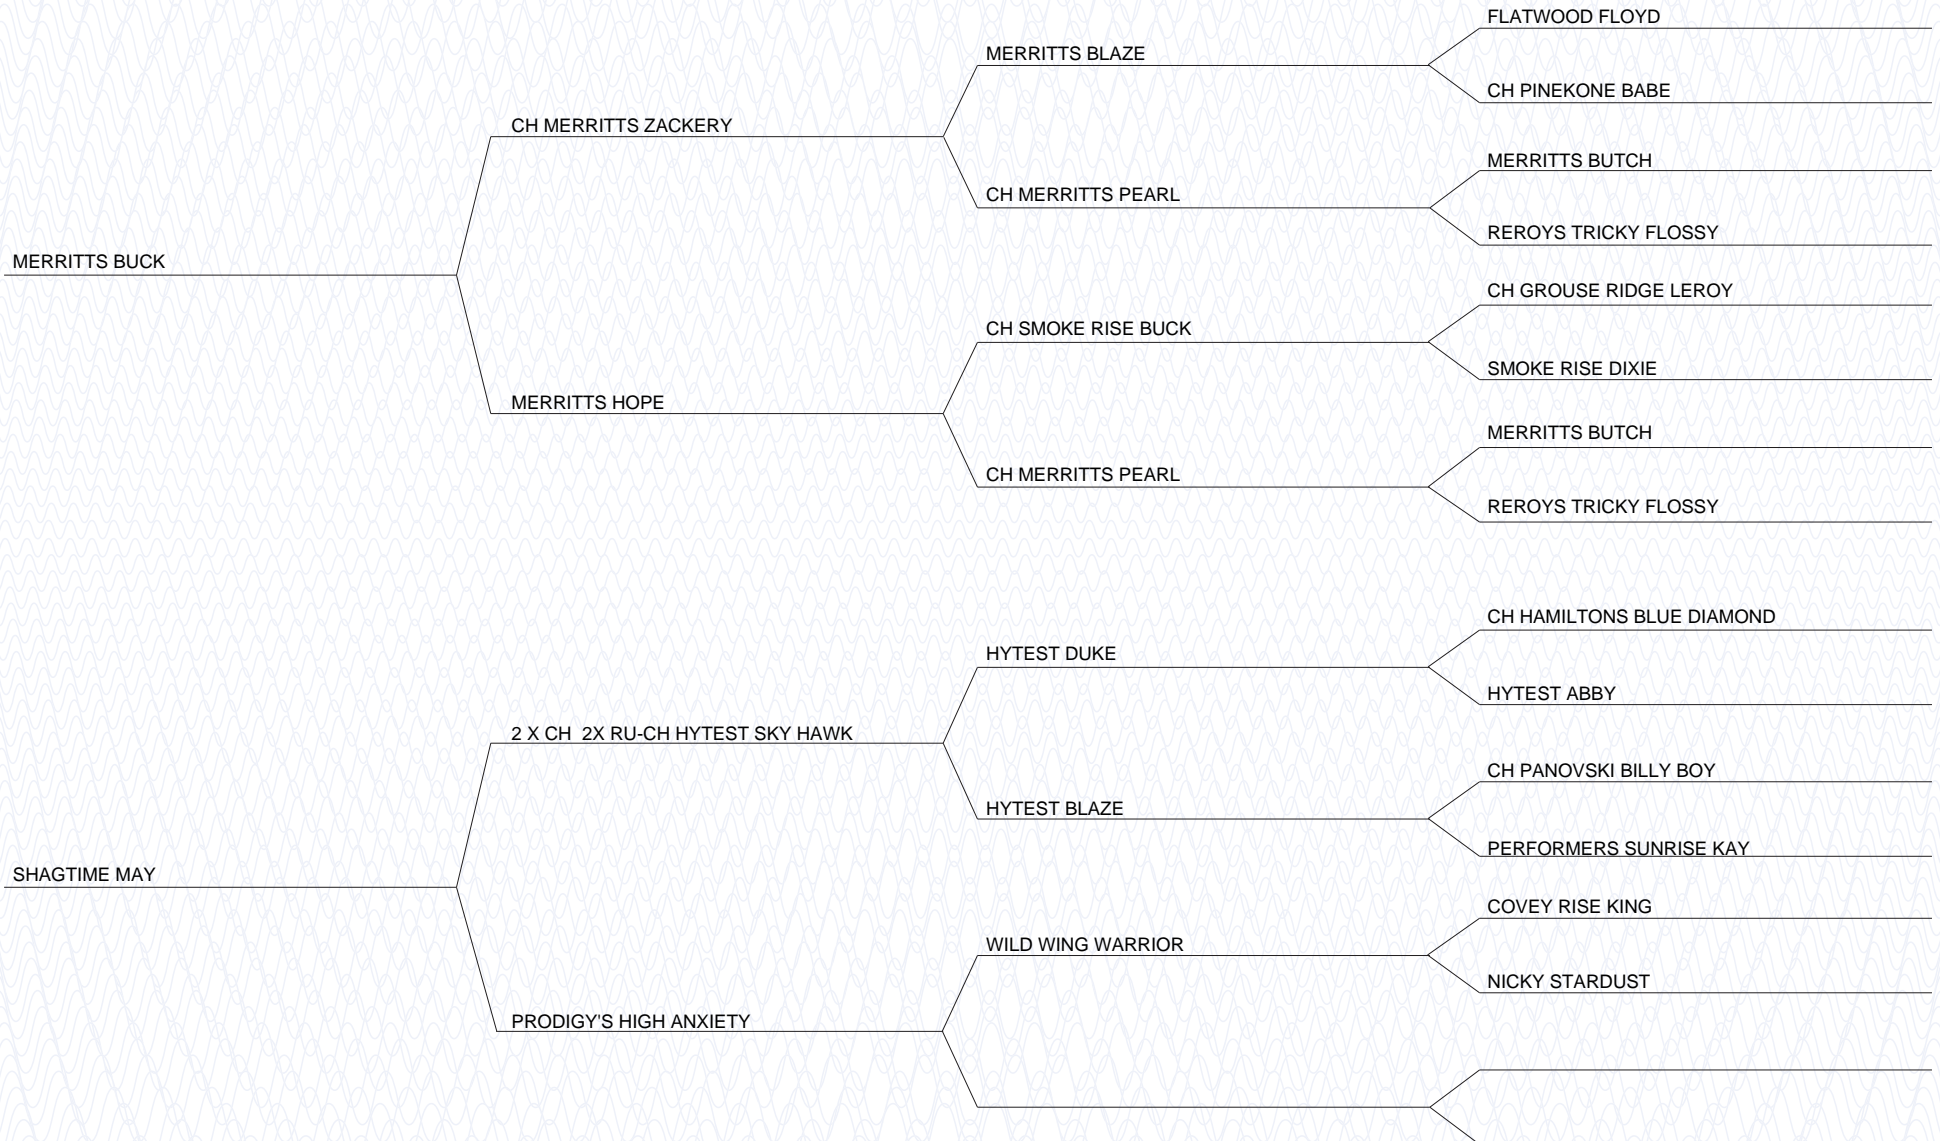 FLATWOOD FLOYD
MERRITTS BLAZE
CH PINEKONE BABE
CH MERRITTS ZACKERY
MERRITTS BUTCH
CH MERRITTS PEARL
REROYS TRICKY FLOSSY
MERRITTS BUCK
CH GROUSE RIDGE LEROY
CH SMOKE RISE BUCK
SMOKE RISE DIXIE
MERRITTS HOPE
MERRITTS BUTCH
CH MERRITTS PEARL
REROYS TRICKY FLOSSY
CH HAMILTONS BLUE DIAMOND
HYTEST DUKE
HYTEST ABBY
2 X CH  2X RU-CH HYTEST SKY HAWK
CH PANOVSKI BILLY BOY
HYTEST BLAZE
PERFORMERS SUNRISE KAY
SHAGTIME MAY
COVEY RISE KING
WILD WING WARRIOR
NICKY STARDUST
PRODIGY'S HIGH ANXIETY